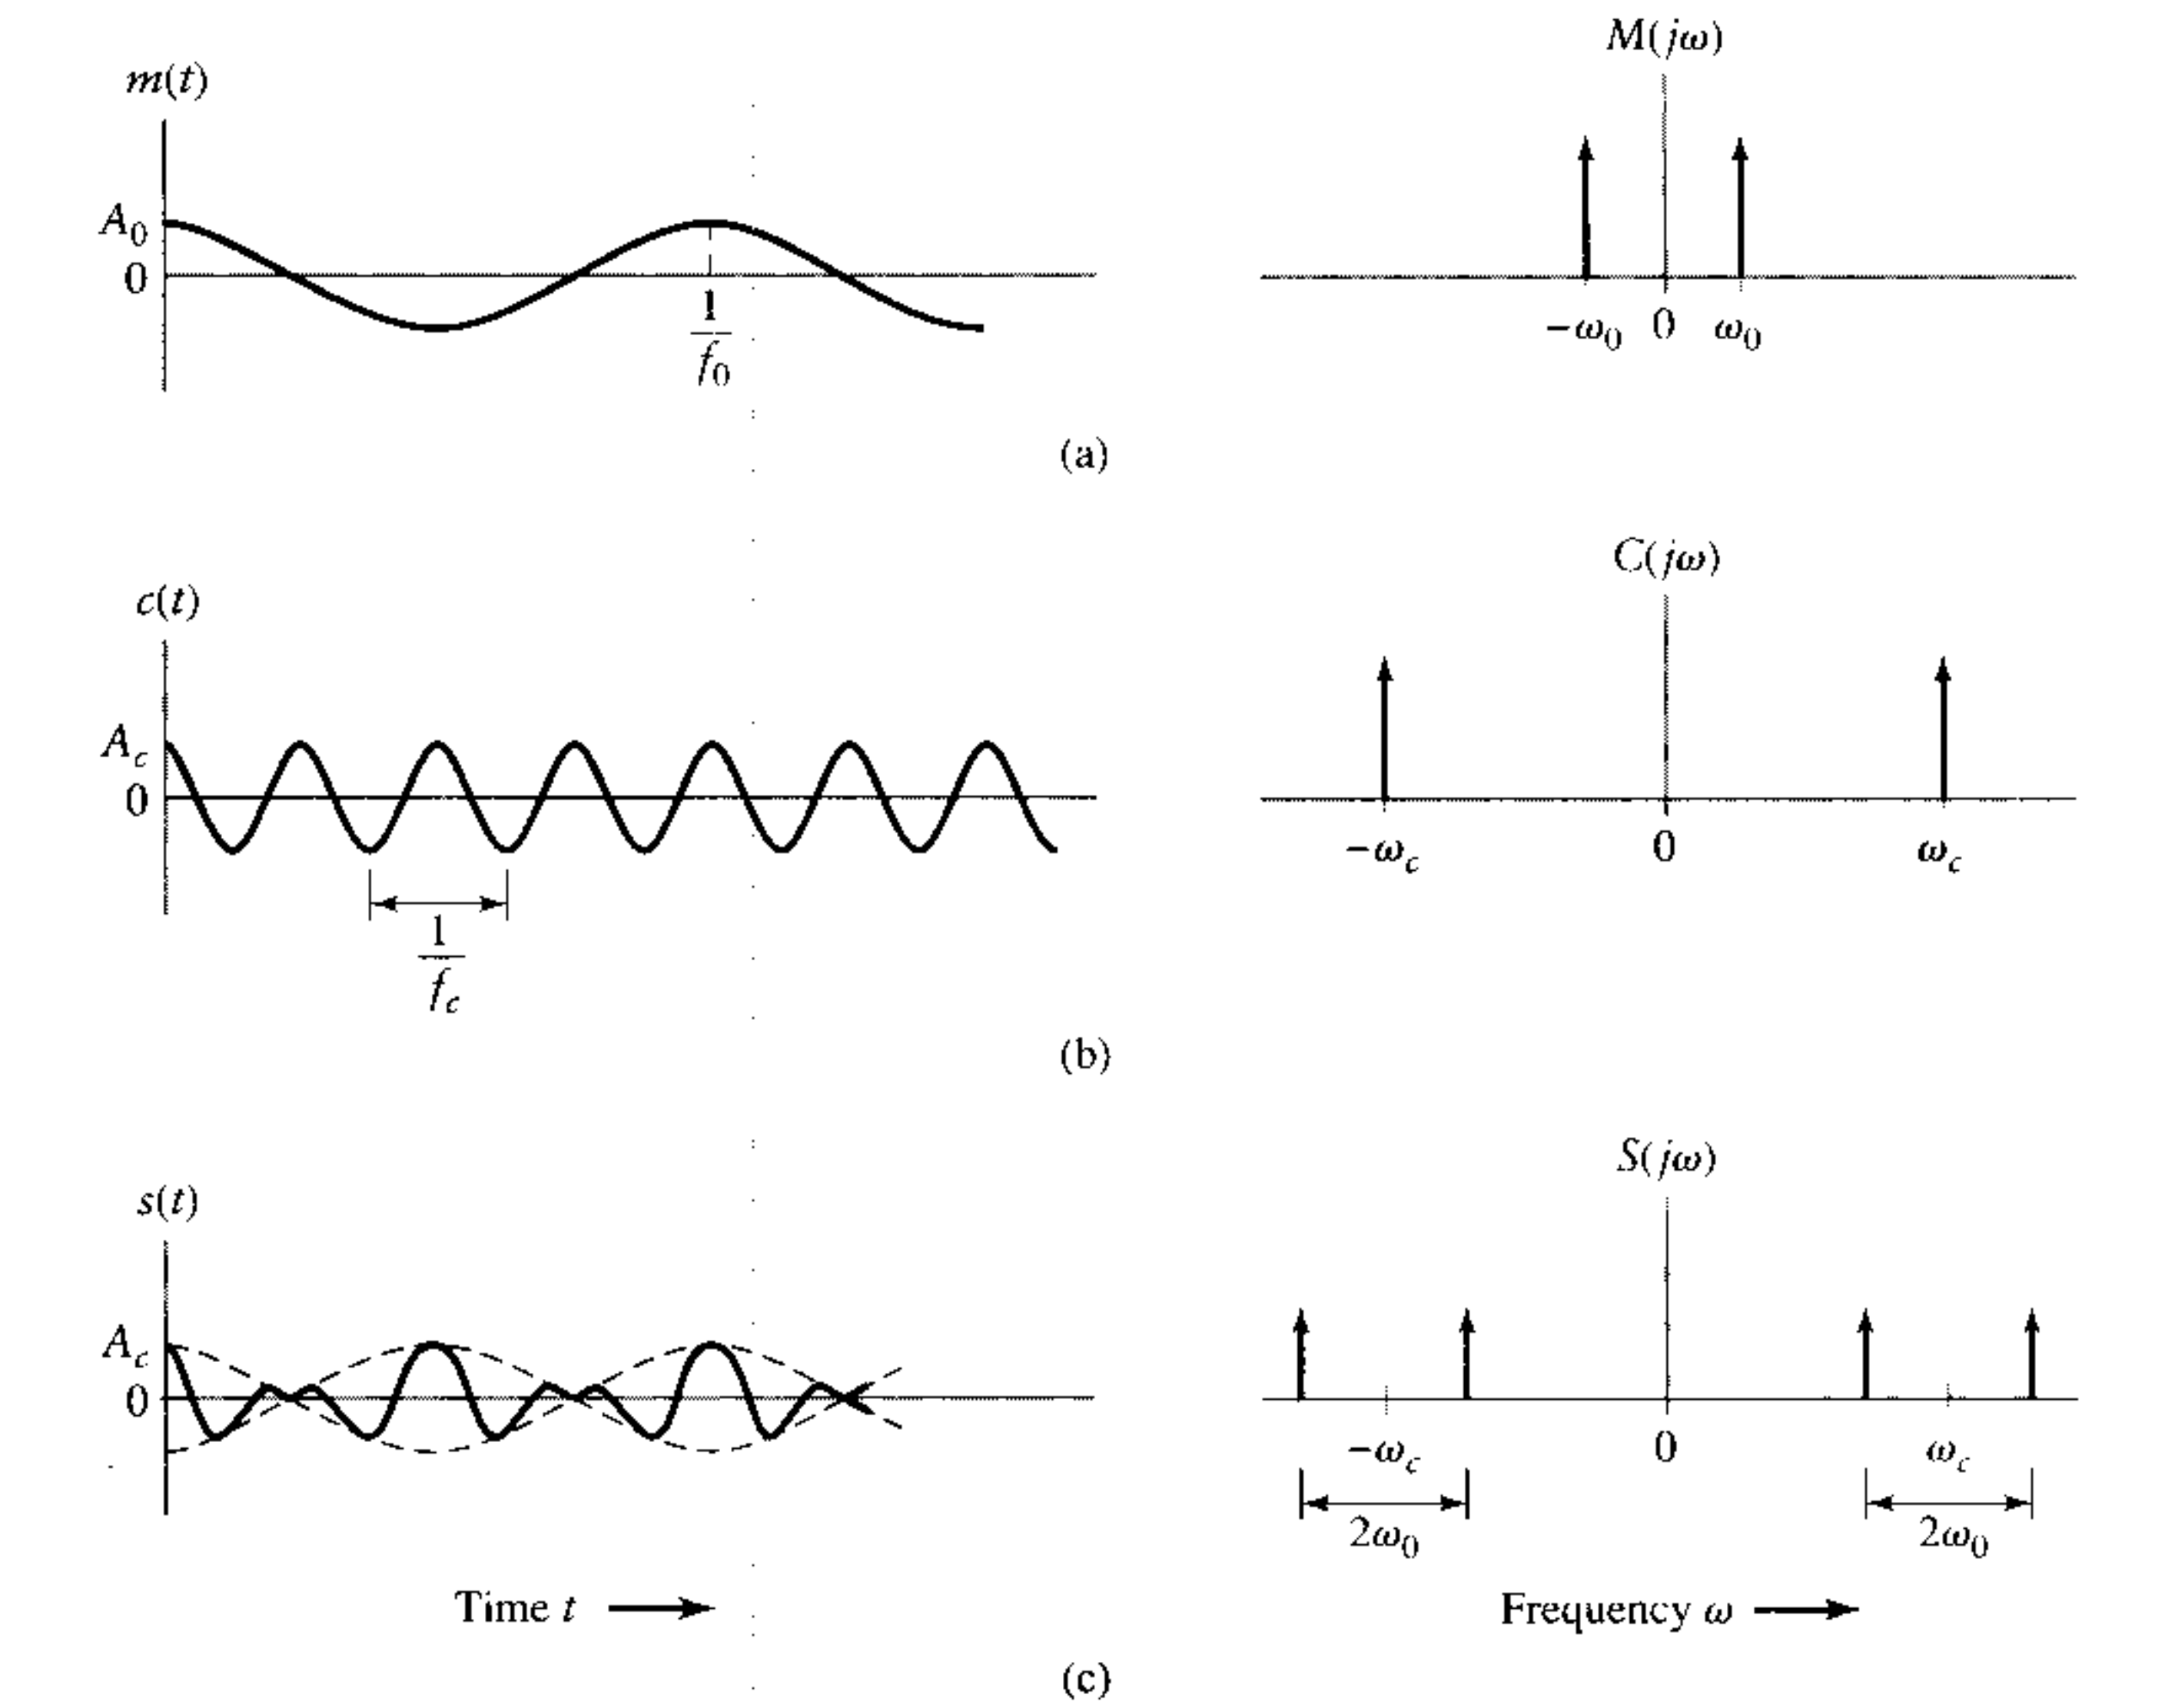 m(t)
A₀
0
1
f₀
M(jω)
−ω₀ 0 ω₀
(a)
c(t)
A_c
0
1
f_c
C(jω)
−ω_c 0 ω_c
(b)
s(t)
A_c
0
Time t
S(jω)
−ω_c 0 ω_c
2ω₀ 2ω₀
Frequency ω
(c)